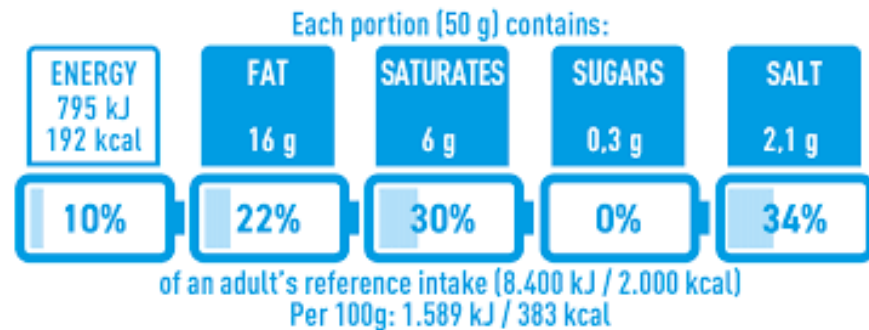 Each portion (50 g) contains:
ENERGY
795 kJ
192 kcal
FAT
16 g
SATURATES
6 g
SUGARS
0,3 g
SALT
2,1 g
10%
22%
30%
0%
34%
of an adult's reference intake (8.400 kJ / 2.000 kcal)
Per 100g: 1.589 kJ / 383 kcal